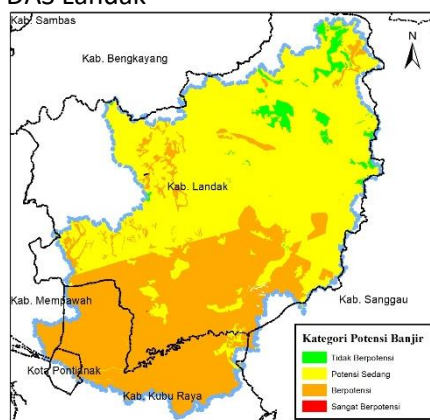 DAS Landak
Kab. Sambas
Kab. Bengkayang
N
Kab. Landak
Kab. Mempawah
Kab. Sanggau
Kota Pontianak
Kab. Kubu Raya
Kategori Potensi Banjir
Tidak Berpotensi
Potensi Sedang
Berpotensi
Sangat Berpotensi